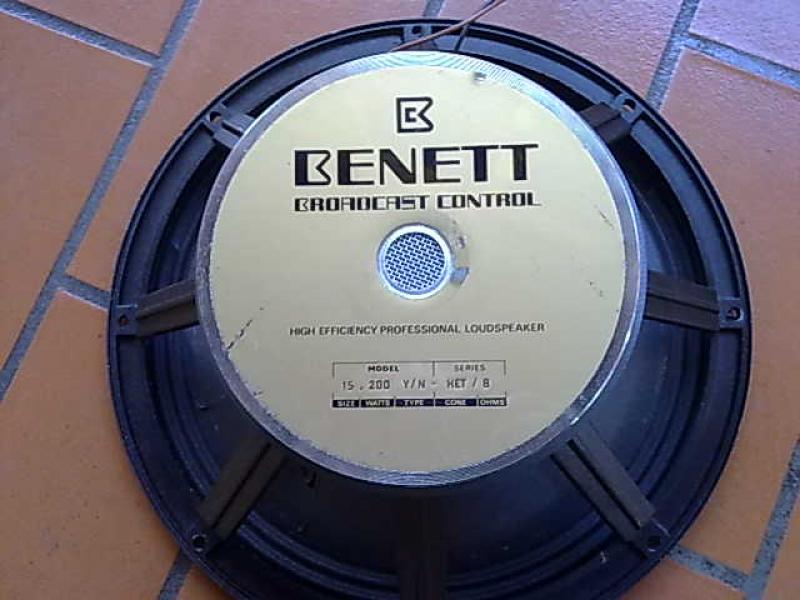 B
BENETT
BROADCAST CONTROL
HIGH EFFICIENCY PROFESSIONAL LOUDSPEAKER
MODEL SERIES
15.200 Y/N - HET / 8
SIZE WATTS TYPE CONE OHMS